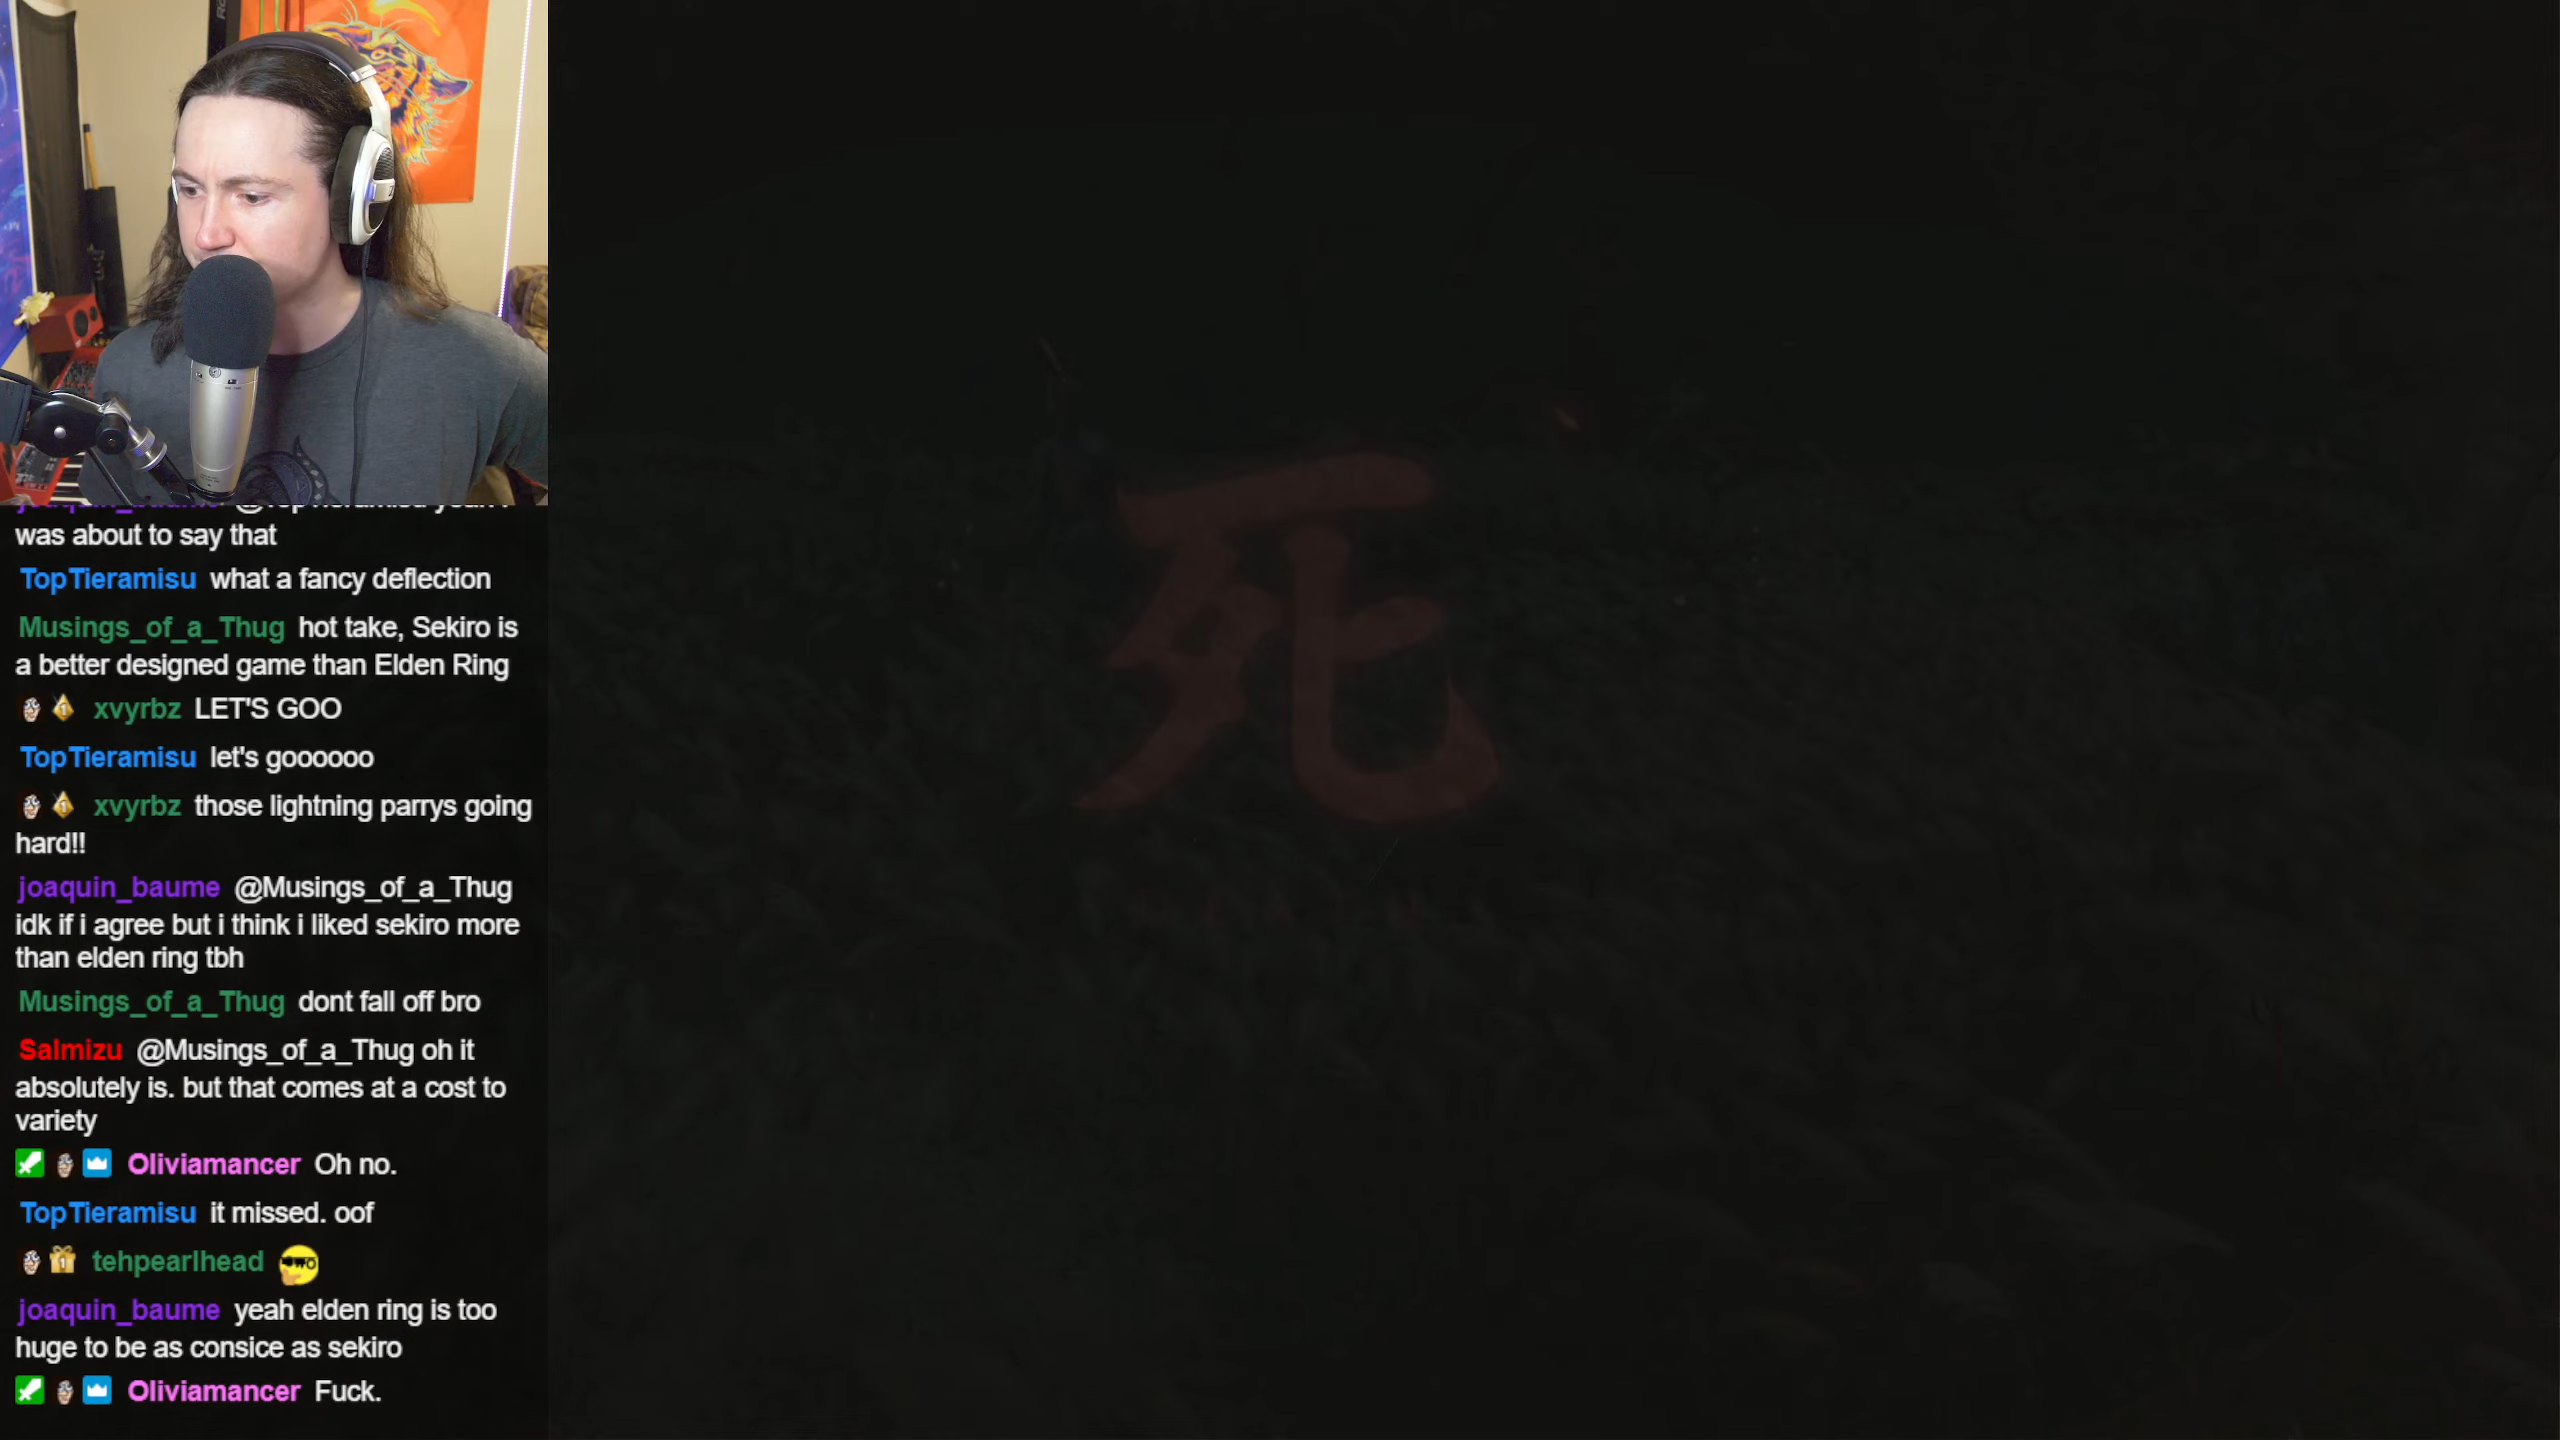 was about to say that
TopTieramisu what a fancy deflection
Musings_of_a_Thug hot take, Sekiro is
a better designed game than Elden Ring
xvyrbz LET'S GOO
TopTieramisu let's goooooo
xvyrbz those lightning parrys going
hard!!
joaquin_baume @Musings_of_a_Thug
idk if i agree but i think i liked sekiro more
than elden ring tbh
Musings_of_a_Thug dont fall off bro
Salmizu @Musings_of_a_Thug oh it
absolutely is. but that comes at a cost to
variety
Oliviamancer Oh no.
TopTieramisu it missed. oof
tehpearlhead
joaquin_baume yeah elden ring is too
huge to be as consice as sekiro
Oliviamancer Fuck.
死